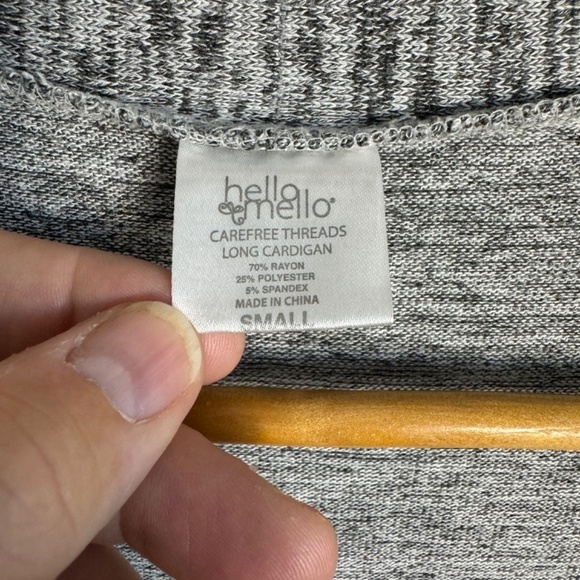 hello
mello®
CAREFREE THREADS
LONG CARDIGAN
70% RAYON
25% POLYESTER
5% SPANDEX
MADE IN CHINA
SMALL